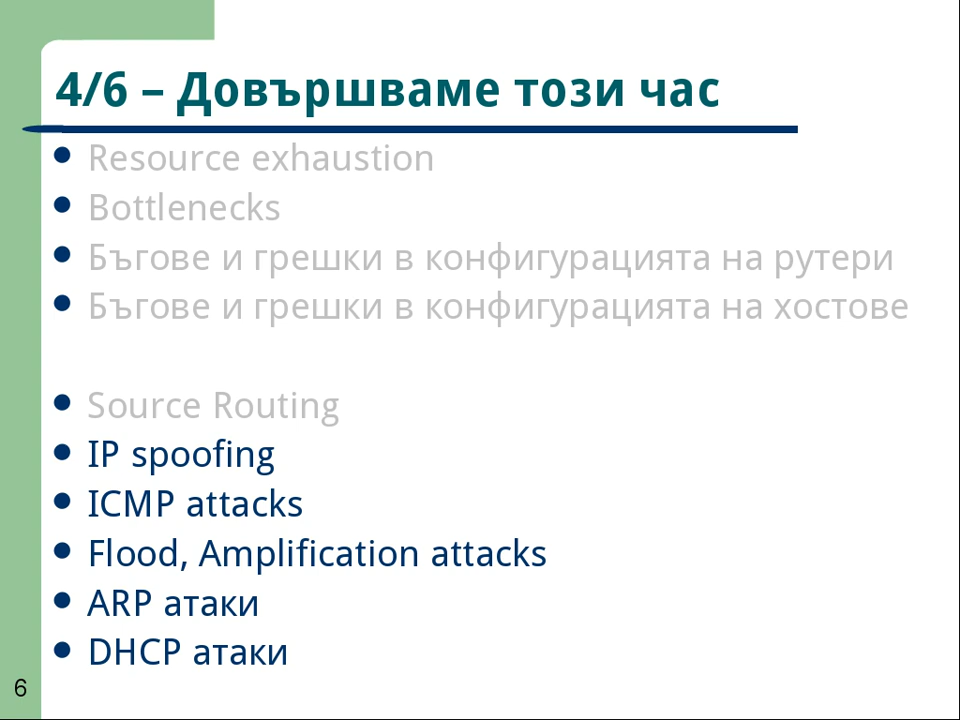 4/6 – Довършваме този час
Resource exhaustion
Bottlenecks
Бъгове и грешки в конфигурацията на рутери
Бъгове и грешки в конфигурацията на хостове
Source Routing
IP spoofing
ICMP attacks
Flood, Amplification attacks
ARP атаки
DHCP атаки
6